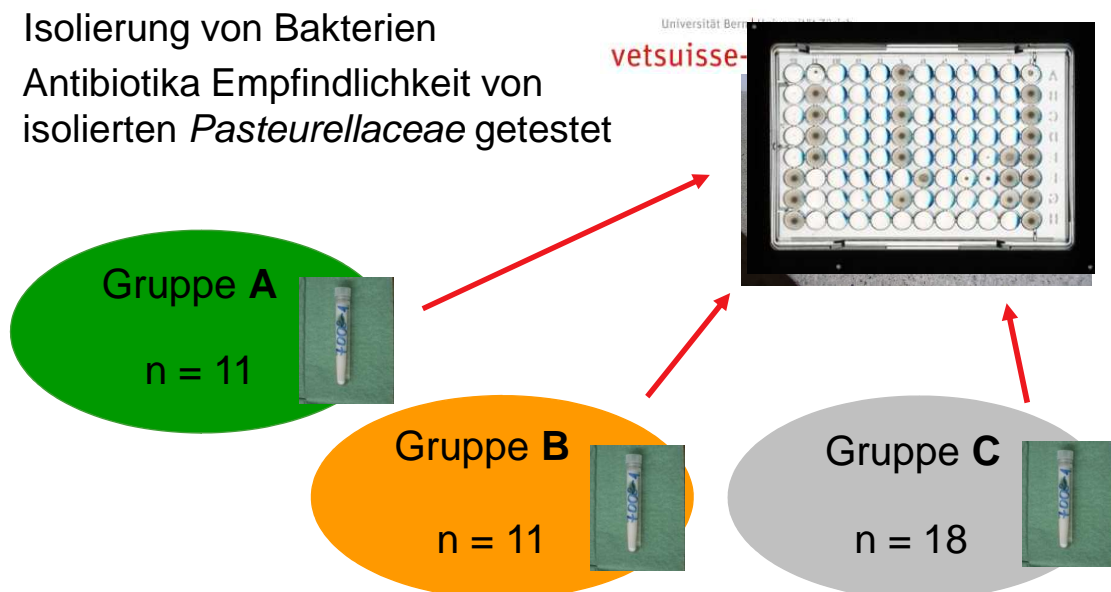 Isolierung von Bakterien
Antibiotika Empfindlichkeit von
isolierten Pasteurellaceae getestet
vetsuisse-
Gruppe A
n = 11
Gruppe B
n = 11
Gruppe C
n = 18